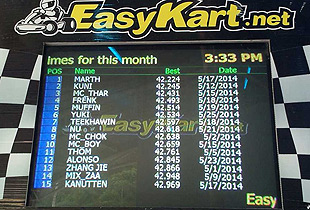 EasyKart.net
imes for this month 3:33 PM
POS Name Best Date
1 MARTH 42.224 5/17/2014
2 KUNI 42.245 5/12/2014
3 MC_THAR 42.431 5/15/2014
4 FRENK 42.493 5/18/2014
5 MUFFIN 42.499 5/19/2014
6 YUKI 42.534 5/25/2014
7 TEEKHAWIN 42.597 5/25/2014
8 NU 42.618 5/21/2014
9 MC_CHOK 42.638 5/2/2014
10 MC_BOY 42.659 5/15/2014
11 THOM 42.761 5/5/2014
12 ALONSO 42.845 5/23/2014
13 ZHANG JIE 42.866 5/1/2014
14 MIX_ZAA 42.948 5/9/2014
15 KANUTTEN 42.969 5/17/2014
EasyKart
Easy